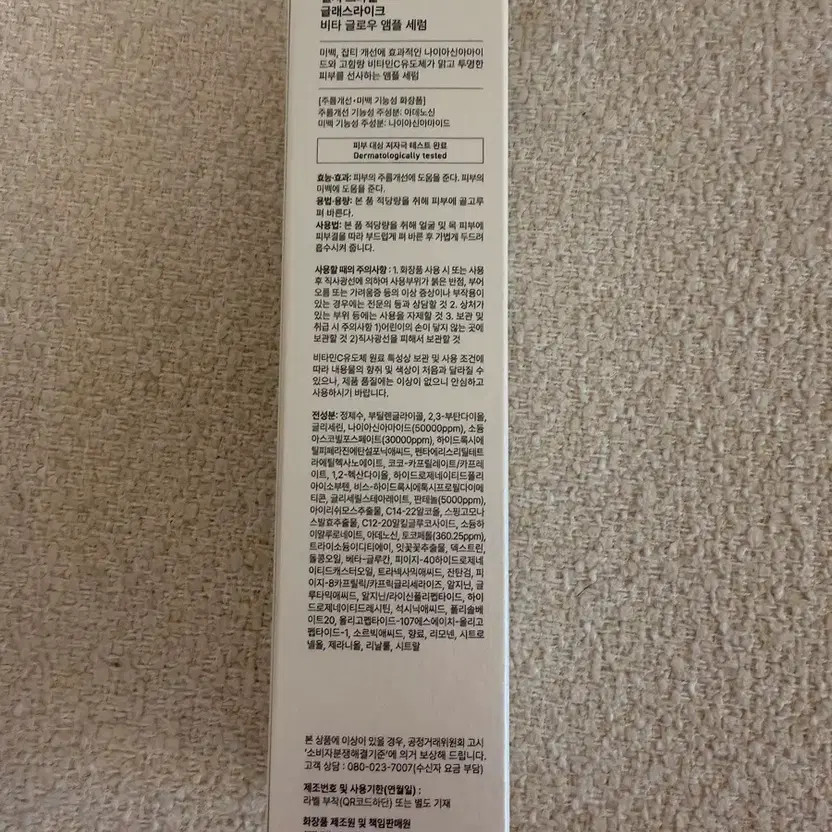 글래스라이크
비타 글로우 앰플 세럼
미백, 잡티 개선에 효과적인 나이아신아마이
드와 고함량 비타민C유도체가 맑고 투명한
피부를 선사하는 앰플 세럼
[주름개선·미백 기능성 화장품]
주름개선 기능성 주성분: 아데노신
미백 기능성 주성분: 나이아신아마이드
피부 대상 저자극 테스트 완료
Dermatologically tested
효능·효과: 피부의 주름개선에 도움을 준다. 피부의
미백에 도움을 준다.
용법·용량: 본 품 적당량을 취해 피부에 골고루
펴 바른다.
사용법: 본 품 적당량을 취해 얼굴 및 목 피부에
피부결을 따라 부드럽게 펴 바른 후 가볍게 두드려
흡수시켜 줍니다.
사용할 때의 주의사항 : 1. 화장품 사용 시 또는 사용
후 직사광선에 의하여 사용부위가 붉은 반점, 부어
오름 또는 가려움증 등의 이상 증상이나 부작용이
있는 경우에는 전문의 등과 상담할 것 2. 상처가
있는 부위 등에는 사용을 자제할 것 3. 보관 및
취급 시 주의사항 1)어린이의 손이 닿지 않는 곳에
보관할 것 2)직사광선을 피해서 보관할 것
비타민C유도체 원료 특성상 보관 및 사용 조건에
따라 내용물의 향취 및 색상이 처음과 달라질 수
있으나, 제품 품질에는 이상이 없으니 안심하고
사용하시기 바랍니다.
전성분: 정제수, 부틸렌글라이콜, 2,3-부탄다이올,
글리세린, 나이아신아마이드(50000ppm), 소듐
아스코빌포스페이트(30000ppm), 하이드록시에
틸피페라진에탄설포닉애씨드, 펜타에리스리틸테트
라에틸헥사노에이트, 코코-카프릴레이트/카프레
이트, 1,2-헥산다이올, 하이드로제네이티드폴리
아이소부텐, 비스-하이드록시에톡시프로필다이메
티콘, 글리세릴스테아레이트, 판테놀(5000ppm),
아이리쉬모스추출물, C14-22알코올, 스핑고모나
스발효추출물, C12-20알킬글루코사이드, 소듐하
이알루로네이트, 아데노신, 토코페롤(360.25ppm),
트라이소듐이디티에이, 잇꽃꽃추출물, 덱스트린,
돌콩오일, 베타-글루칸, 피이지-40하이드로제네
이티드캐스터오일, 트라넥사믹애씨드, 잔탄검, 피
이지-8카프릴릭/카프릭글리세라이즈, 알지닌, 글
루타믹애씨드, 알지닌/라이신폴리펩타이드, 하이
드로제네이티드레시틴, 석시닉애씨드, 폴리솔베
이트20, 올리고펩타이드-107에스에이치-올리고
펩타이드-1, 소르빅애씨드, 향료, 리모넨, 시트로
넬올, 제라니올, 리날룰, 시트랄
본 상품에 이상이 있을 경우, 공정거래위원회 고시
'소비자분쟁해결기준'에 의거 보상해 드립니다.
고객 상담 : 080-023-7007(수신자 요금 부담)
제조번호 및 사용기한(연월일) :
라벨 부착(QR코드하단) 또는 별도 기재
화장품 제조원 및 책임판매원